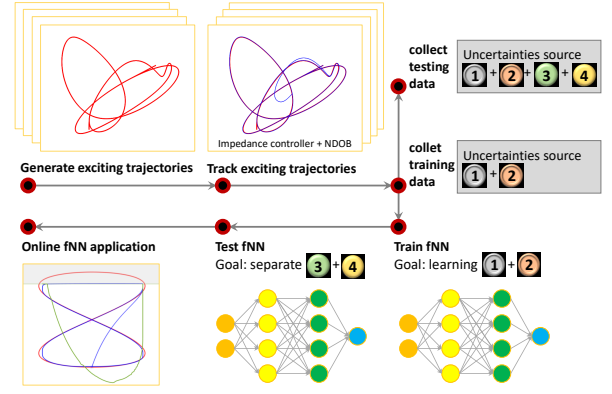 collect
testing
data
Uncertainties source
1 + 2 + 3 + 4
Impedance controller + NDOB
Generate exciting trajectories
Track exciting trajectories
collet
training
data
Uncertainties source
1 + 2
Online fNN application
Test fNN
Goal: separate 3 + 4
Train fNN
Goal: learning 1 + 2